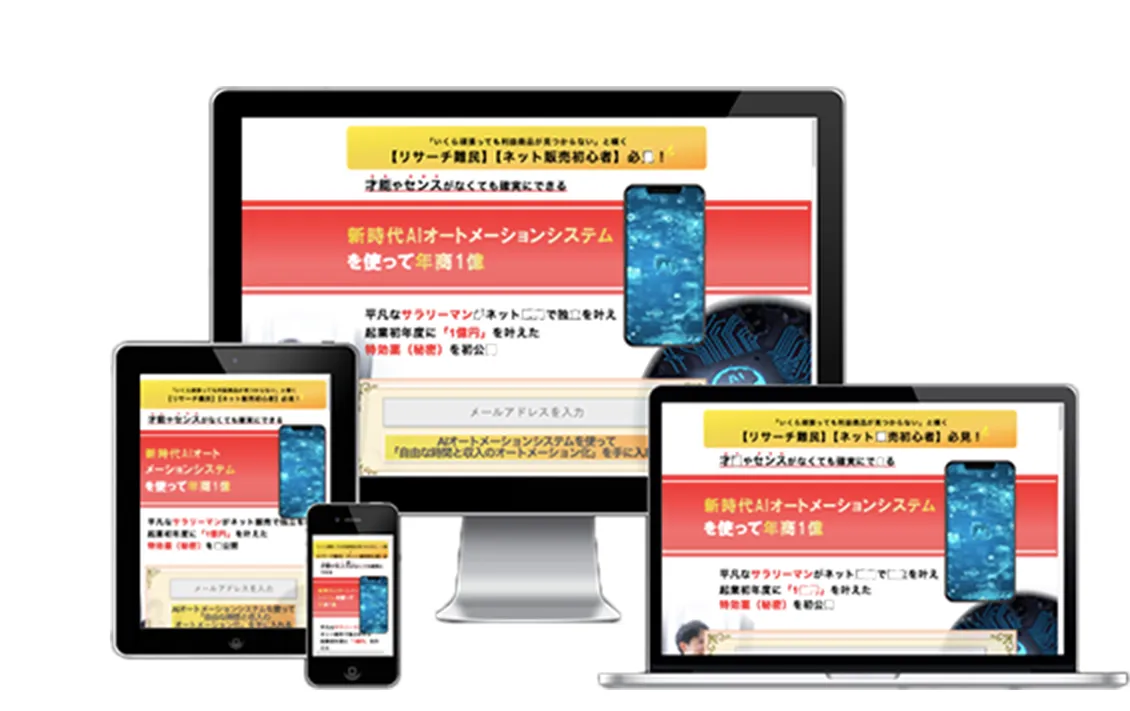 「いくら頑張っても利益商品が見つからない」と嘆く
【リサーチ難民】【ネット販売初心者】必！
才能やセンスがなくても確実にできる
新時代AIオートメーションシステム
を使って年商1億
平凡なサラリーマンがネットで独を叶え
起業初年度に「1億円」を叶えた
特効薬（秘密）を初公
メールアドレスを入力
AIオートメーションシステムを使って
「自由な時間と収入のオートメーション化」を手に入
AI
「いくら頑張っても利益商品が見つからない」と嘆く
【リサーチ難民】【ネット販売初心者】必見！
才能やセンスがなくても確実にできる
新時代AIオート
メーションシステム
を使って年商1億
平凡なサラリーマンがネット販売で独立を
起業初年度に「1億円」を叶えた
特効薬（秘密）を公開
メールアドレスを入力
AIオートメーションシステムを使って
「自由な時間と収入の
オートメーション化」を手に入れる
「いくら頑張っても利益商品が見つからない」と嘆く
【リサーチ難民】【ネット売初心者】必見！
才やセンスがなくても確実にでる
新時代AIオートメーションシステム
を使って年商1億
平凡なサラリーマンがネットでを叶え
起業初年度に「1」を叶えた
特効薬（秘密）を初公